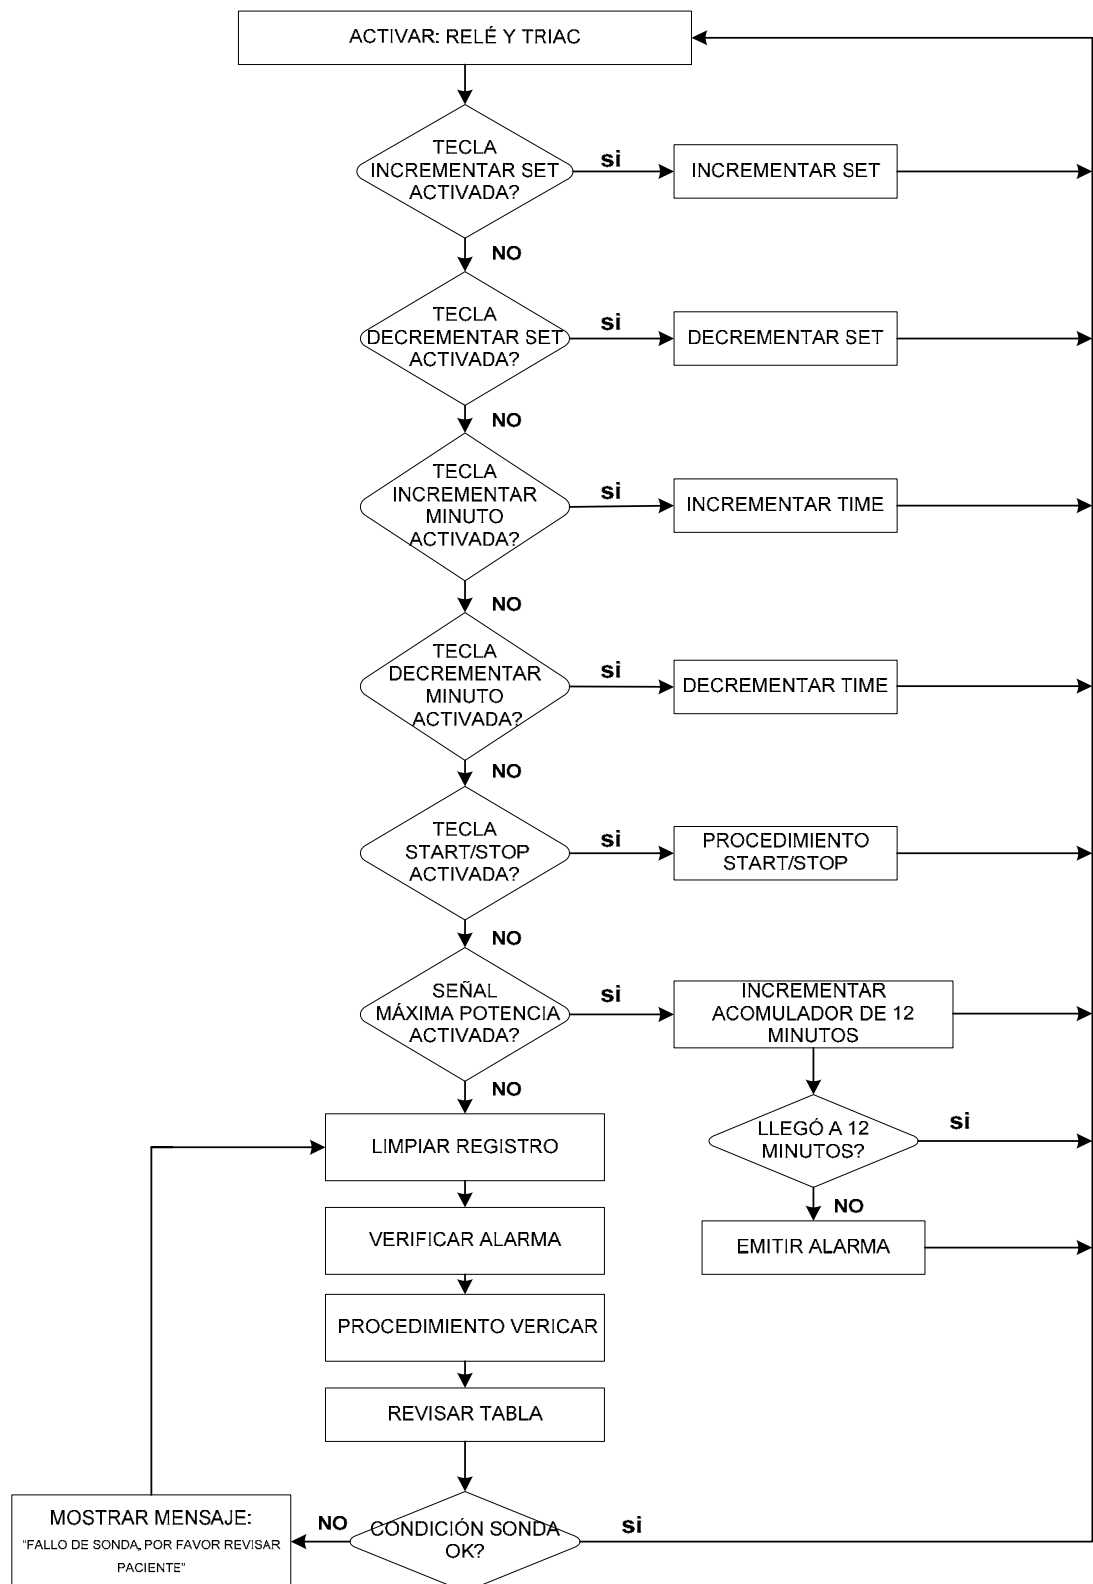 ACTIVAR: RELÉ Y TRIAC
TECLA
INCREMENTAR SET
ACTIVADA?
si
INCREMENTAR SET
NO
TECLA
DECREMENTAR SET
ACTIVADA?
si
DECREMENTAR SET
NO
TECLA
INCREMENTAR
MINUTO
ACTIVADA?
si
INCREMENTAR TIME
NO
TECLA
DECREMENTAR
MINUTO
ACTIVADA?
si
DECREMENTAR TIME
NO
TECLA
START/STOP
ACTIVADA?
si
PROCEDIMIENTO
START/STOP
NO
SEÑAL
MÁXIMA POTENCIA
ACTIVADA?
si
INCREMENTAR
ACOMULADOR DE 12
MINUTOS
NO
LLEGÓ A 12
MINUTOS?
si
NO
EMITIR ALARMA
LIMPIAR REGISTRO
VERIFICAR ALARMA
PROCEDIMIENTO VERICAR
REVISAR TABLA
CONDICIÓN SONDA
OK?
si
NO
MOSTRAR MENSAJE:
"FALLO DE SONDA, POR FAVOR REVISAR
PACIENTE"